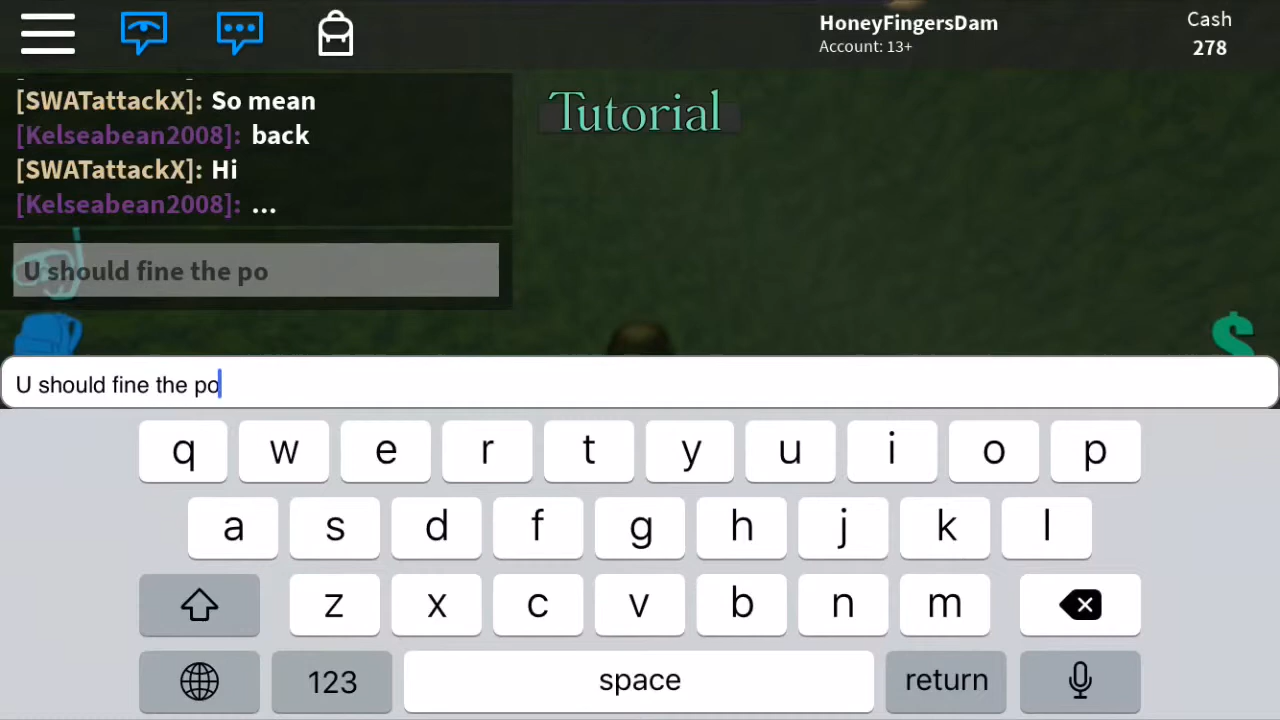 HoneyFingersDam
Account: 13+
Cash
278
[SWATattackX]: So mean
[Kelseabean2008]: back
[SWATattackX]: Hi
[Kelseabean2008]: ...
Tutorial
U should fine the po
$
U should fine the po
q w e r t y u i o p
a s d f g h j k l
z x c v b n m
123 space return